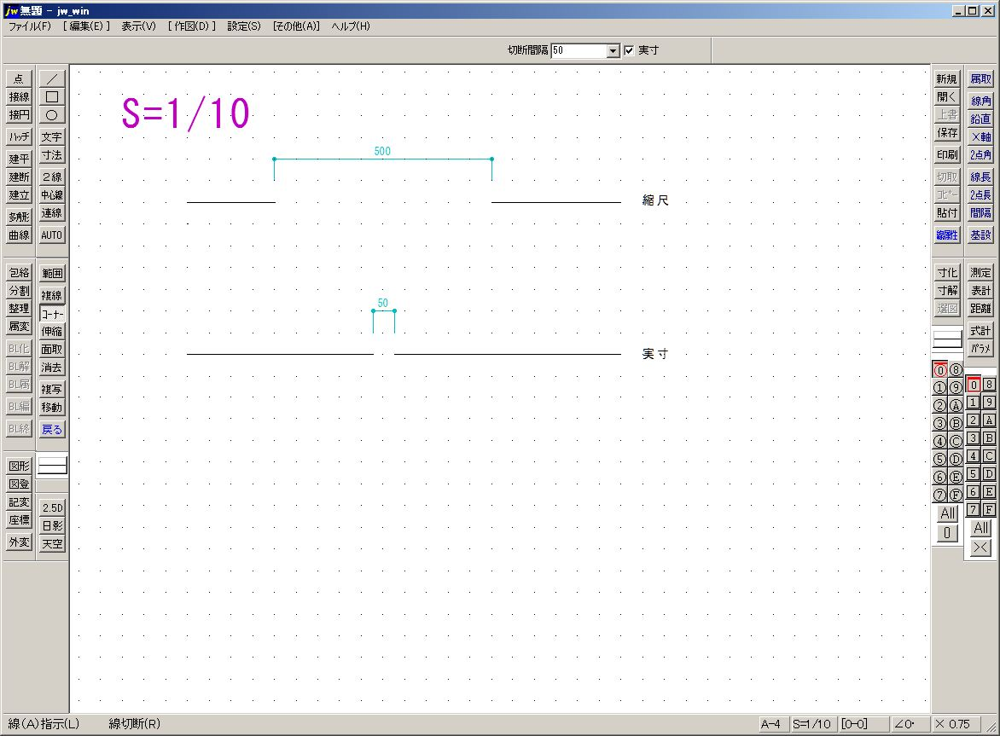 jw 無題 - jw_win
ファイル(F) [編集(E)] 表示(V) [作図(D)] 設定(S) [その他(A)] ヘルプ(H)
切断間隔 50 実寸
S=1/10
500
縮尺
50
実寸
点 ／
接線 □
接円 ○
ハッチ 文字
建平 寸法
建断 2線
建立 中心線
多角形 連線
曲線 AUTO
包絡 範囲
分割 複線
整理 コーナー
属変 伸縮
BL化 面取
BL解 消去
BL属 複写
BL編 移動
BL終 戻る
図形
図登
記変 2.5D
座標 日影
外変 天空
新規 属取
開く 線角
上書 鉛直
保存 ×軸
印刷 2点角
切取 線長
コピー 2点長
貼付 間隔
線属性 基設
寸化 測定
寸解 表計
選図 距離
式計
パラメ
0 8
1 9
2 A
3 B
4 C
5 D
6 E
7 F
All
0
0 8
1 9
2 A
3 B
4 C
5 D
6 E
7 F
All
×
線(A)指示(L) 線切断(R) A-4 S=1/10 [0-0] ∠0° × 0.75